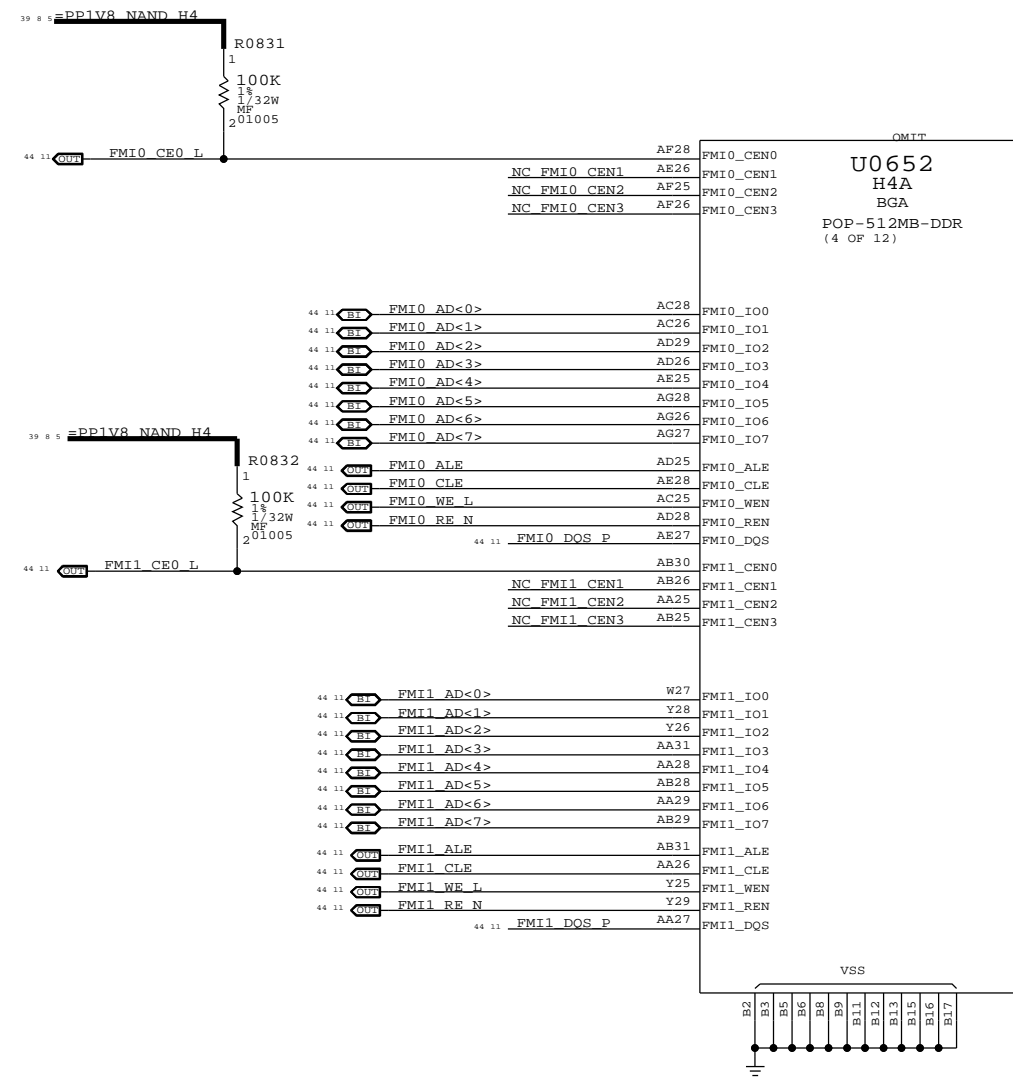 39 8 5 =PP1V8_NAND_H4
R0831
1
100K
1%
1/32W
MF
2 01005
OMIT
44 11 OUT FMI0_CE0_L AF28 FMI0_CEN0
NC_FMI0_CEN1 AE26 FMI0_CEN1
NC_FMI0_CEN2 AF25 FMI0_CEN2
NC_FMI0_CEN3 AF26 FMI0_CEN3
U0652
H4A
BGA
POP-512MB-DDR
(4 OF 12)
44 11 BI FMI0_AD<0> AC28 FMI0_IO0
44 11 BI FMI0_AD<1> AC26 FMI0_IO1
44 11 BI FMI0_AD<2> AD29 FMI0_IO2
44 11 BI FMI0_AD<3> AD26 FMI0_IO3
44 11 BI FMI0_AD<4> AE25 FMI0_IO4
44 11 BI FMI0_AD<5> AG28 FMI0_IO5
44 11 BI FMI0_AD<6> AG26 FMI0_IO6
44 11 BI FMI0_AD<7> AG27 FMI0_IO7
39 8 5 =PP1V8_NAND_H4
R0832
1
100K
1%
1/32W
MF
2 01005
44 11 OUT FMI0_ALE AD25 FMI0_ALE
44 11 OUT FMI0_CLE AE28 FMI0_CLE
44 11 OUT FMI0_WE_L AC25 FMI0_WEN
44 11 OUT FMI0_RE_N AD28 FMI0_REN
44 11 FMI0_DQS_P AE27 FMI0_DQS
44 11 OUT FMI1_CE0_L AB30 FMI1_CEN0
NC_FMI1_CEN1 AB26 FMI1_CEN1
NC_FMI1_CEN2 AA25 FMI1_CEN2
NC_FMI1_CEN3 AB25 FMI1_CEN3
44 11 BI FMI1_AD<0> W27 FMI1_IO0
44 11 BI FMI1_AD<1> Y28 FMI1_IO1
44 11 BI FMI1_AD<2> Y26 FMI1_IO2
44 11 BI FMI1_AD<3> AA31 FMI1_IO3
44 11 BI FMI1_AD<4> AA28 FMI1_IO4
44 11 BI FMI1_AD<5> AB28 FMI1_IO5
44 11 BI FMI1_AD<6> AA29 FMI1_IO6
44 11 BI FMI1_AD<7> AB29 FMI1_IO7
44 11 OUT FMI1_ALE AB31 FMI1_ALE
44 11 OUT FMI1_CLE AA26 FMI1_CLE
44 11 OUT FMI1_WE_L Y25 FMI1_WEN
44 11 OUT FMI1_RE_N Y29 FMI1_REN
44 11 FMI1_DQS_P AA27 FMI1_DQS
VSS
B2 B3 B5 B6 B8 B9 B11 B12 B13 B15 B16 B17